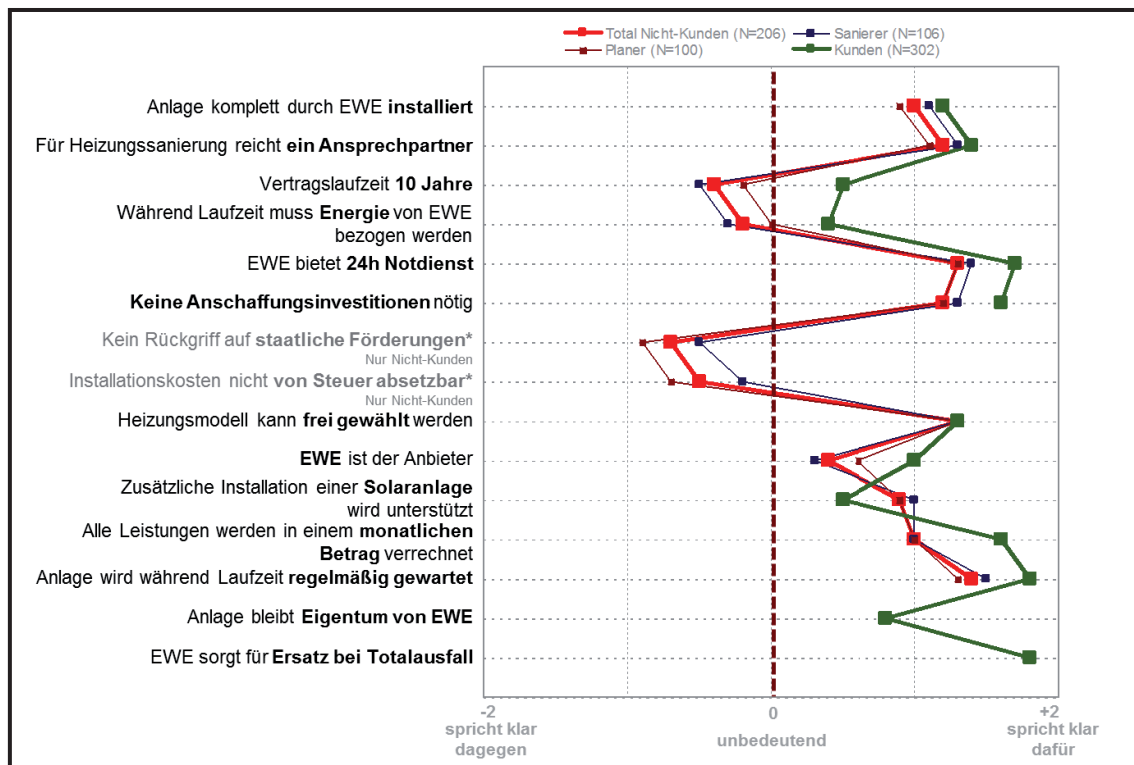 Total Nicht-Kunden (N=206) Sanierer (N=106)
Planer (N=100) Kunden (N=302)
Anlage komplett durch EWE installiert
Für Heizungssanierung reicht ein Ansprechpartner
Vertragslaufzeit 10 Jahre
Während Laufzeit muss Energie von EWE
bezogen werden
EWE bietet 24h Notdienst
Keine Anschaffungsinvestitionen nötig
Kein Rückgriff auf staatliche Förderungen*
Nur Nicht-Kunden
Installationskosten nicht von Steuer absetzbar*
Nur Nicht-Kunden
Heizungsmodell kann frei gewählt werden
EWE ist der Anbieter
Zusätzliche Installation einer Solaranlage
wird unterstützt
Alle Leistungen werden in einem monatlichen
Betrag verrechnet
Anlage wird während Laufzeit regelmäßig gewartet
Anlage bleibt Eigentum von EWE
EWE sorgt für Ersatz bei Totalausfall
-2 0 +2
spricht klar unbedeutend spricht klar
dagegen dafür